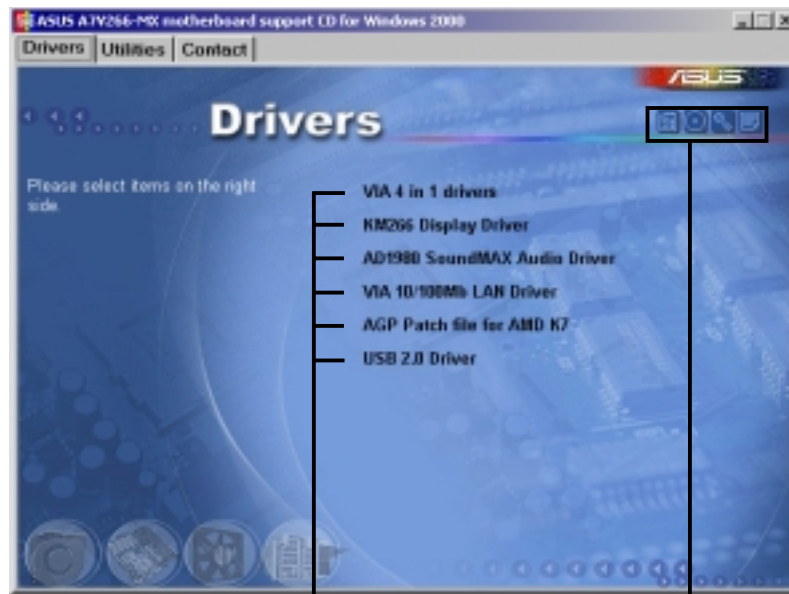 ASUS A7V266-MX motherboard support CD for Windows 2000
Drivers Utilities Contact
ASUS
Drivers
Please select items on the right
side.
VIA 4 in 1 drivers
KM266 Display Driver
AD1980 SoundMAX Audio Driver
VIA 10/100Mb LAN Driver
AGP Patch file for AMD K7
USB 2.0 Driver